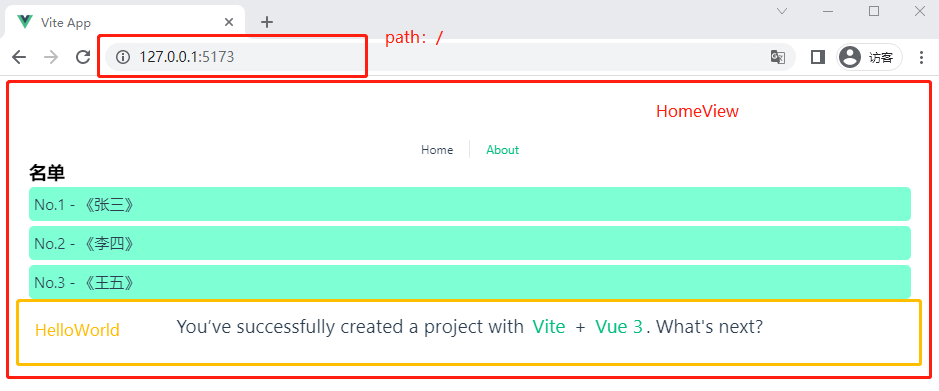 Vite App
path: /
127.0.0.1:5173
访客
HomeView
Home
About
名单
No.1 - 《张三》
No.2 - 《李四》
No.3 - 《王五》
HelloWorld
You've successfully created a project with Vite + Vue 3. What's next?